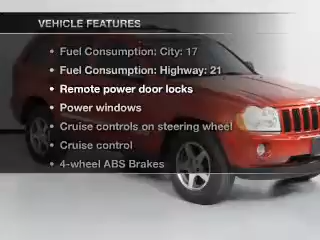 VEHICLE FEATURES
• Fuel Consumption: City: 17
• Fuel Consumption: Highway: 21
• Remote power door locks
• Power windows
• Cruise controls on steering wheel
• Cruise control
• 4-wheel ABS Brakes